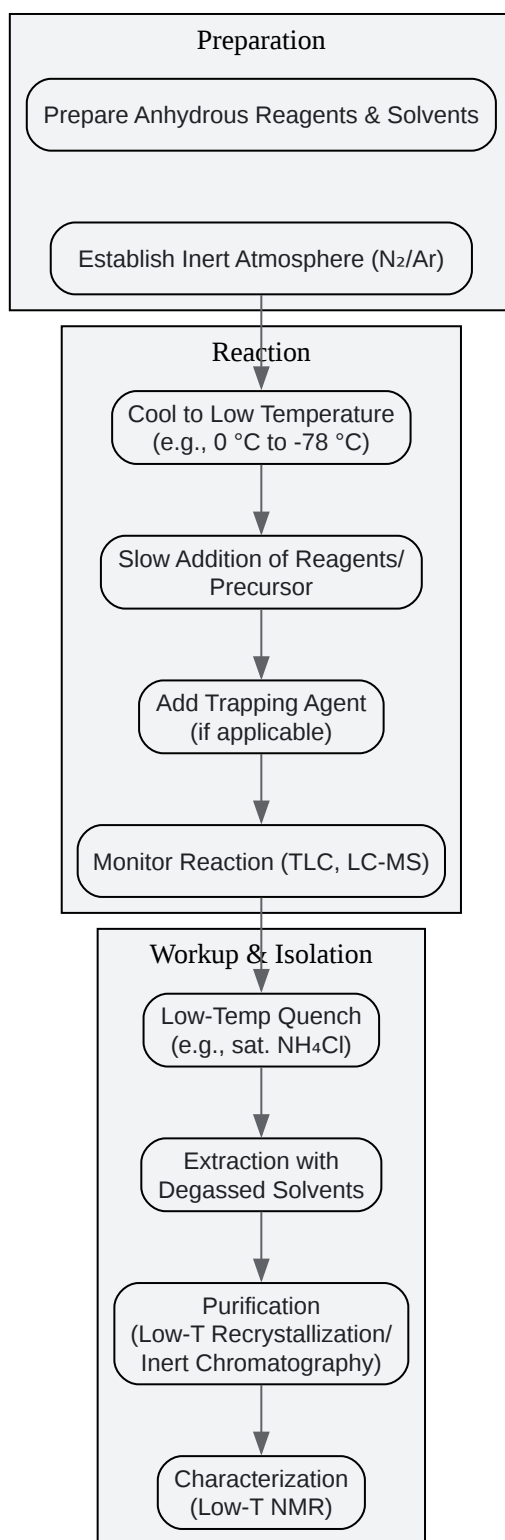 Preparation
Prepare Anhydrous Reagents & Solvents
Establish Inert Atmosphere (N₂/Ar)
Reaction
Cool to Low Temperature
(e.g., 0 °C to -78 °C)
Slow Addition of Reagents/
Precursor
Add Trapping Agent
(if applicable)
Monitor Reaction (TLC, LC-MS)
Workup & Isolation
Low-Temp Quench
(e.g., sat. NH₄Cl)
Extraction with
Degassed Solvents
Purification
(Low-T Recrystallization/
Inert Chromatography)
Characterization
(Low-T NMR)